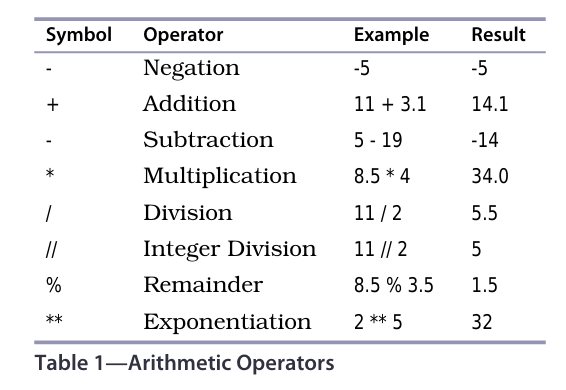 Symbol Operator Example Result
- Negation -5 -5
+ Addition 11 + 3.1 14.1
- Subtraction 5 - 19 -14
* Multiplication 8.5 * 4 34.0
/ Division 11 / 2 5.5
// Integer Division 11 // 2 5
% Remainder 8.5 % 3.5 1.5
** Exponentiation 2 ** 5 32
Table 1—Arithmetic Operators